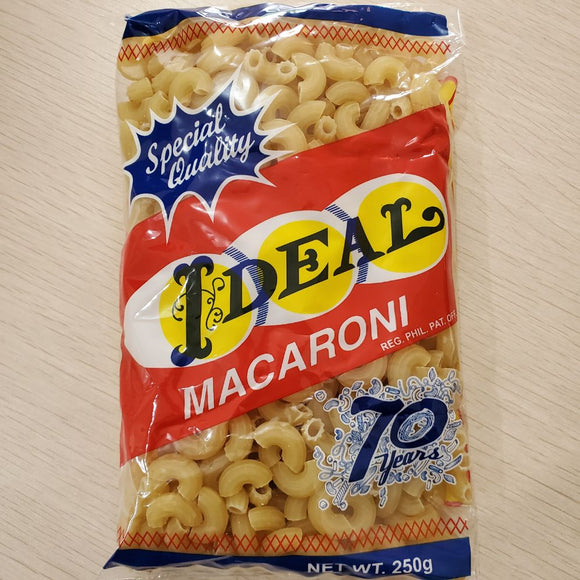 Special
Quality
IDEAL
MACARONI
REG. PHIL. PAT. OFF.
70
Years
NET WT. 250g